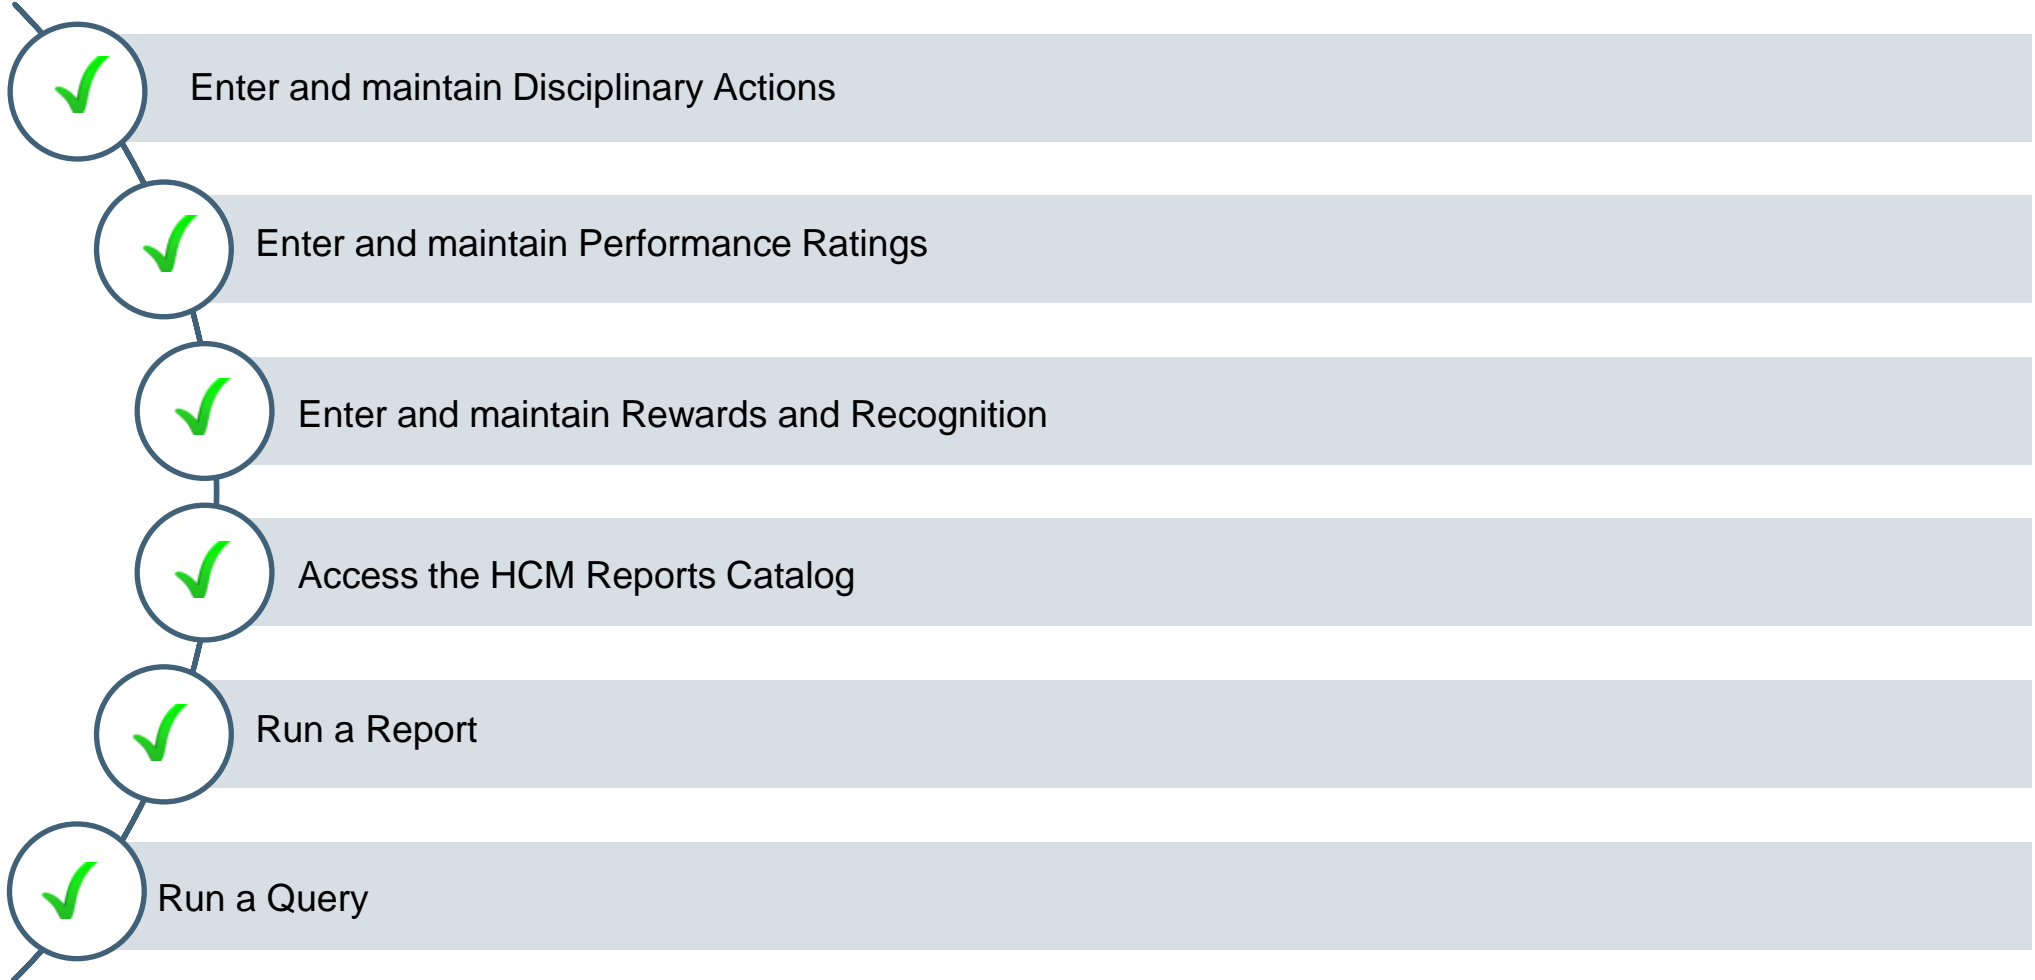 Enter and maintain Disciplinary Actions
Enter and maintain Performance Ratings
Enter and maintain Rewards and Recognition
Access the HCM Reports Catalog
Run a Report
Run a Query